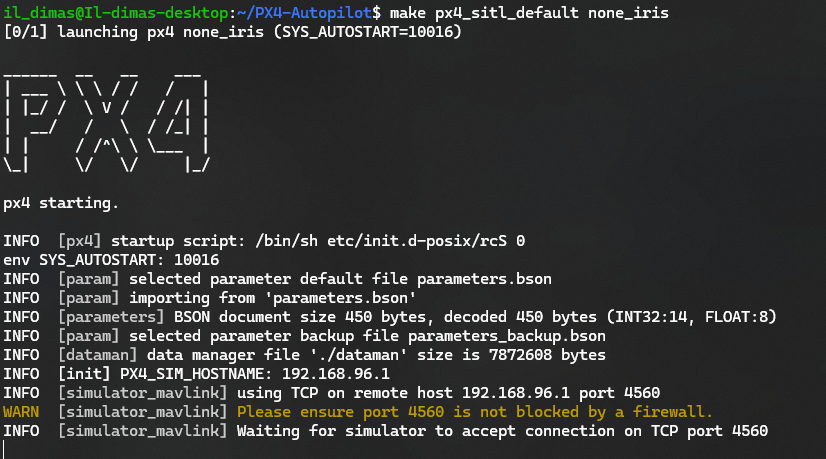 il_dimas@Il-dimas-desktop:~/PX4-Autopilot$ make px4_sitl_default none_iris
[0/1] launching px4 none_iris (SYS_AUTOSTART=10016)
______  __   __    ___
| ___ \ \ \ / /   /   |
| |_/ /  \ V /   / /| |
|  __/   /   \  / /_| |
| |     / /^\ \ \___  |
\_|     \/   \/     |_/
px4 starting.
INFO  [px4] startup script: /bin/sh etc/init.d-posix/rcS 0
env SYS_AUTOSTART: 10016
INFO  [param] selected parameter default file parameters.bson
INFO  [param] importing from 'parameters.bson'
INFO  [parameters] BSON document size 450 bytes, decoded 450 bytes (INT32:14, FLOAT:8)
INFO  [param] selected parameter backup file parameters_backup.bson
INFO  [dataman] data manager file './dataman' size is 7872608 bytes
INFO  [init] PX4_SIM_HOSTNAME: 192.168.96.1
INFO  [simulator_mavlink] using TCP on remote host 192.168.96.1 port 4560
WARN  [simulator_mavlink] Please ensure port 4560 is not blocked by a firewall.
INFO  [simulator_mavlink] Waiting for simulator to accept connection on TCP port 4560